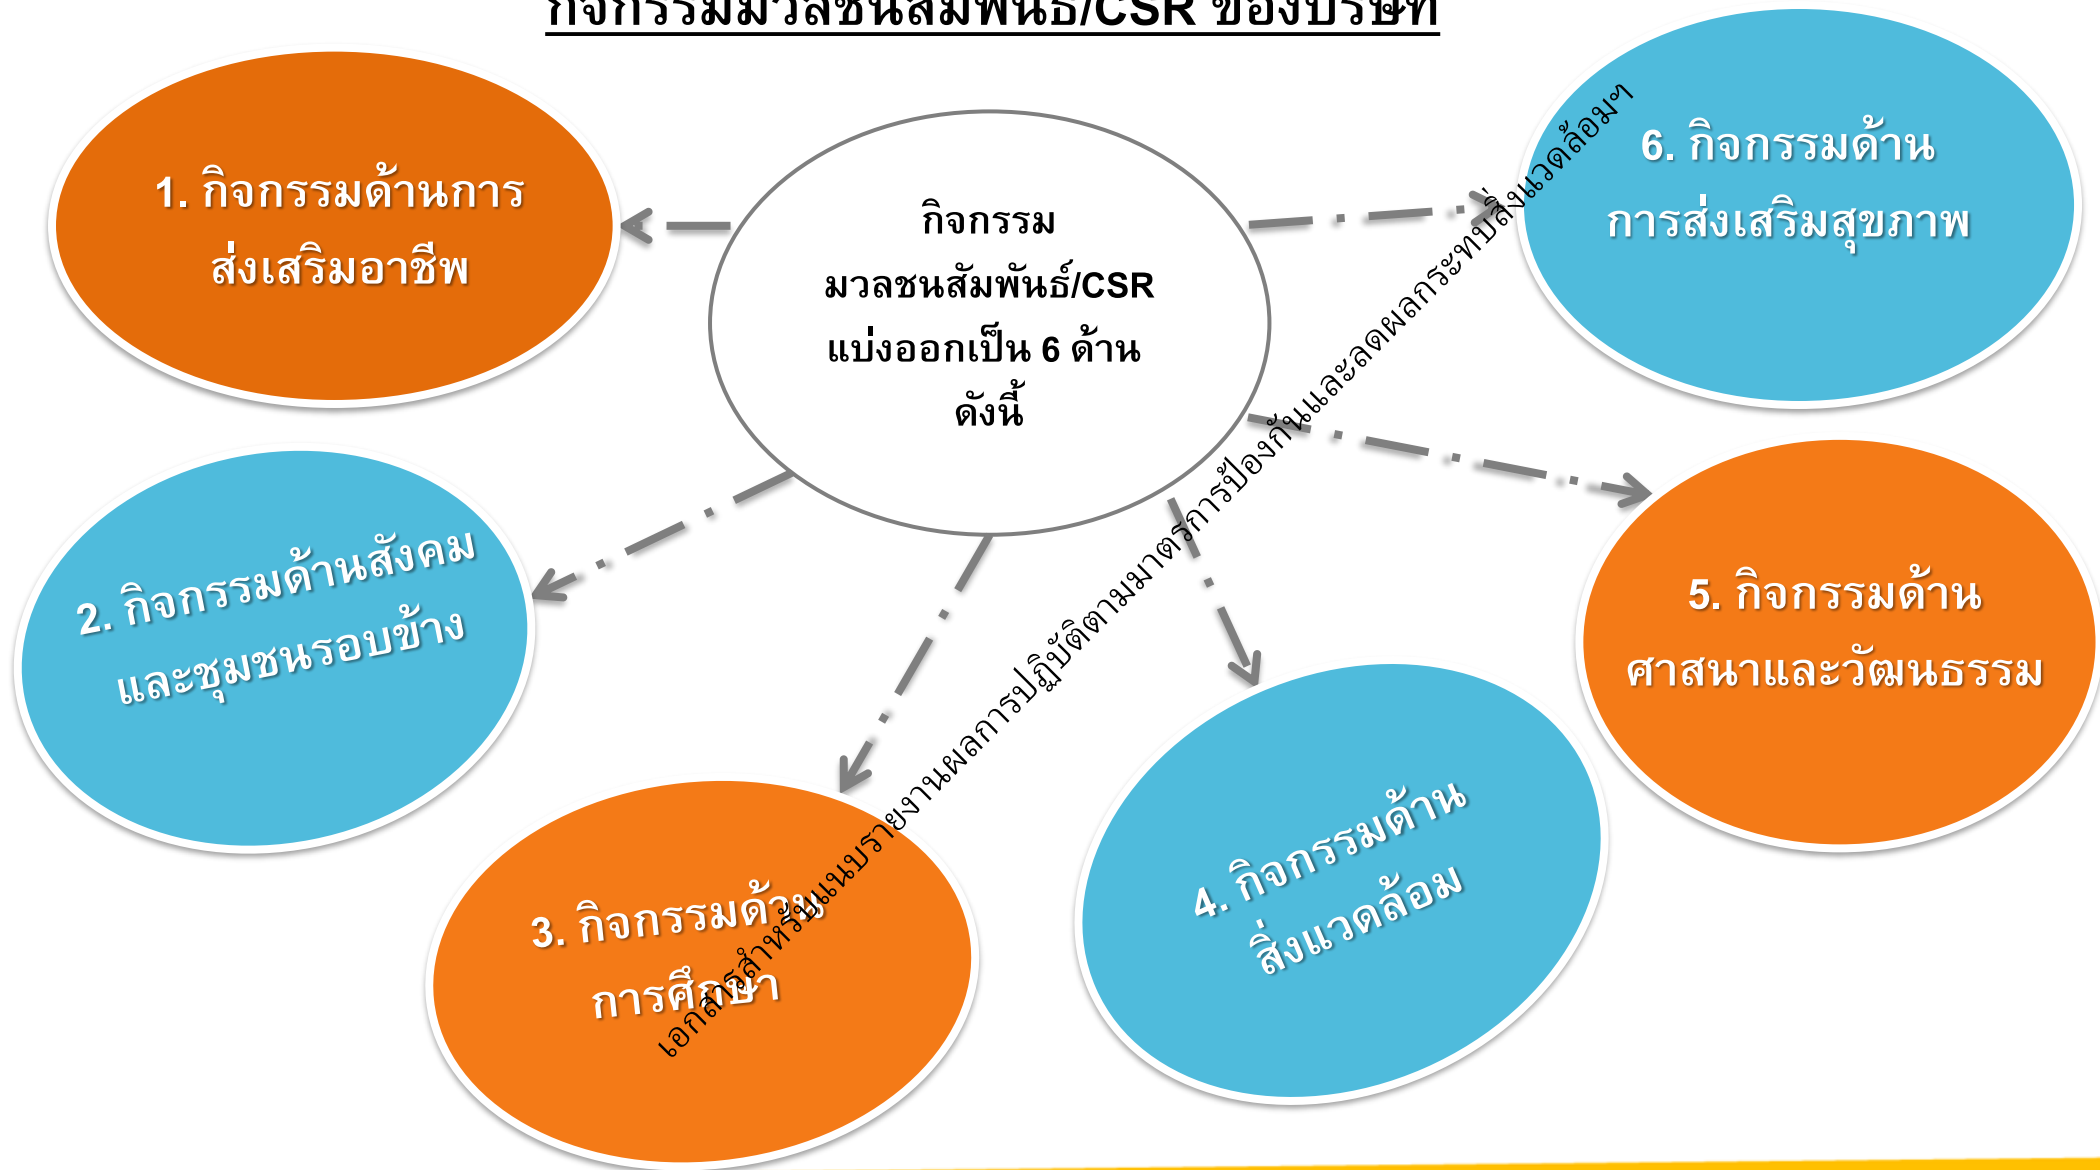 กิจกรรมมวลชนสัมพันธ์/CSR ของบริษัท
กิจกรรม
มวลชนสัมพันธ์/CSR
แบ่งออกเป็น 6 ด้าน
ดังนี้
1. กิจกรรมด้านการ
ส่งเสริมอาชีพ
2. กิจกรรมด้านสังคม
และชุมชนรอบข้าง
3. กิจกรรมด้าน
การศึกษา
4. กิจกรรมด้าน
สิ่งแวดล้อม
5. กิจกรรมด้าน
ศาสนาและวัฒนธรรม
6. กิจกรรมด้าน
การส่งเสริมสุขภาพ
เอกสารสำหรับแนบรายงานผลการปฏิบัติตามมาตรการป้องกันและลดผลกระทบสิ่งแวดล้อมฯ